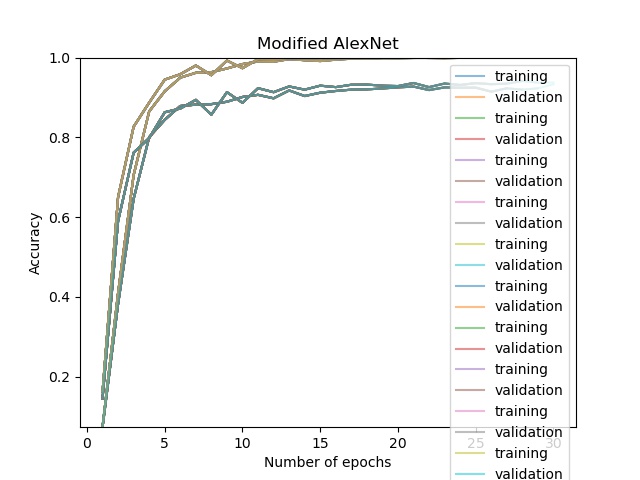 Modified AlexNet
Accuracy
1.0
0.8
0.6
0.4
0.2
0
5
10
15
20
25
30
Number of epochs
training
validation
training
validation
training
validation
training
validation
training
validation
training
validation
training
validation
training
validation
training
validation
training
validation